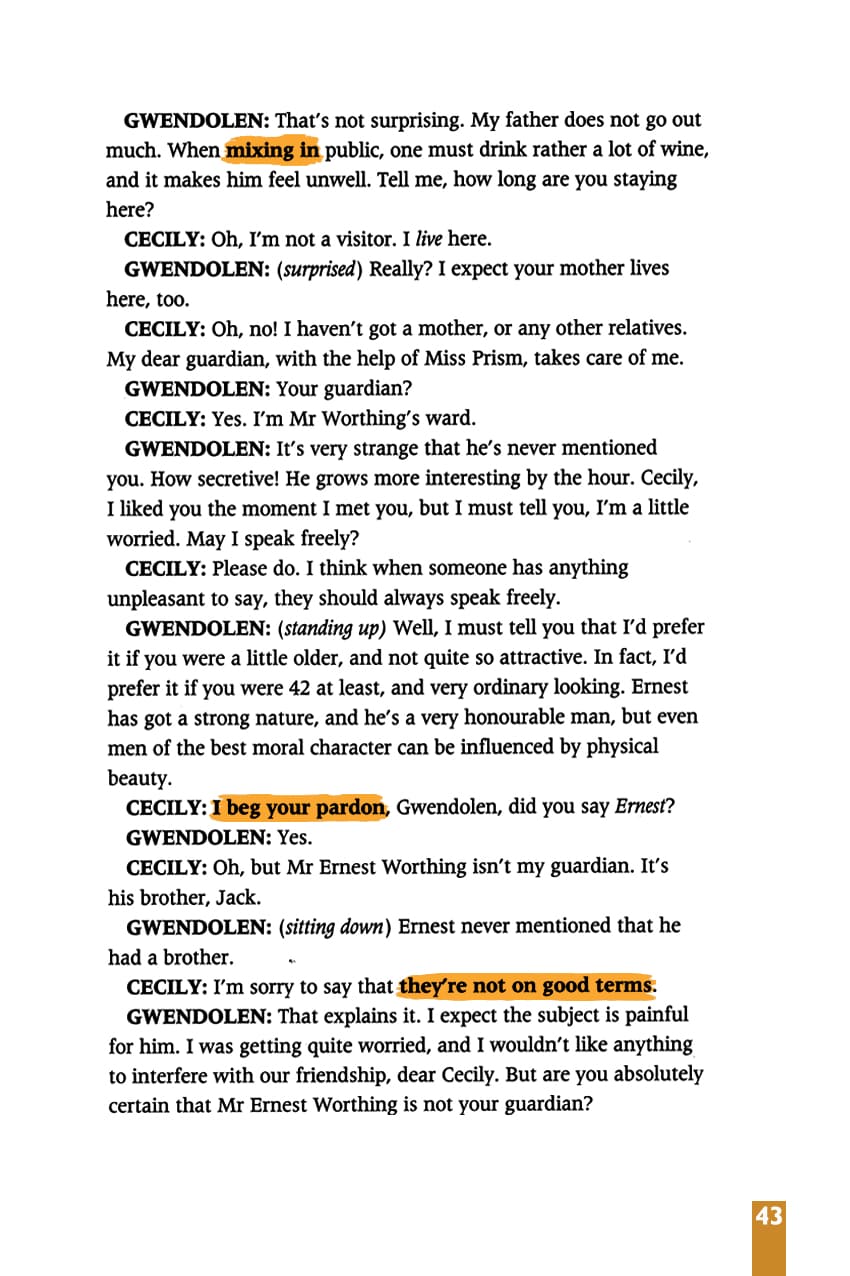 GWENDOLEN: That's not surprising. My father does not go out
much. When mixing in public, one must drink rather a lot of wine,
and it makes him feel unwell. Tell me, how long are you staying
here?
CECILY: Oh, I'm not a visitor. I live here.
GWENDOLEN: (surprised) Really? I expect your mother lives
here, too.
CECILY: Oh, no! I haven't got a mother, or any other relatives.
My dear guardian, with the help of Miss Prism, takes care of me.
GWENDOLEN: Your guardian?
CECILY: Yes. I'm Mr Worthing's ward.
GWENDOLEN: It's very strange that he's never mentioned
you. How secretive! He grows more interesting by the hour. Cecily,
I liked you the moment I met you, but I must tell you, I'm a little
worried. May I speak freely?
CECILY: Please do. I think when someone has anything
unpleasant to say, they should always speak freely.
GWENDOLEN: (standing up) Well, I must tell you that I'd prefer
it if you were a little older, and not quite so attractive. In fact, I'd
prefer it if you were 42 at least, and very ordinary looking. Ernest
has got a strong nature, and he's a very honourable man, but even
men of the best moral character can be influenced by physical
beauty.
CECILY: I beg your pardon, Gwendolen, did you say Ernest?
GWENDOLEN: Yes.
CECILY: Oh, but Mr Ernest Worthing isn't my guardian. It's
his brother, Jack.
GWENDOLEN: (sitting down) Ernest never mentioned that he
had a brother.
CECILY: I'm sorry to say that they're not on good terms.
GWENDOLEN: That explains it. I expect the subject is painful
for him. I was getting quite worried, and I wouldn't like anything
to interfere with our friendship, dear Cecily. But are you absolutely
certain that Mr Ernest Worthing is not your guardian?
43